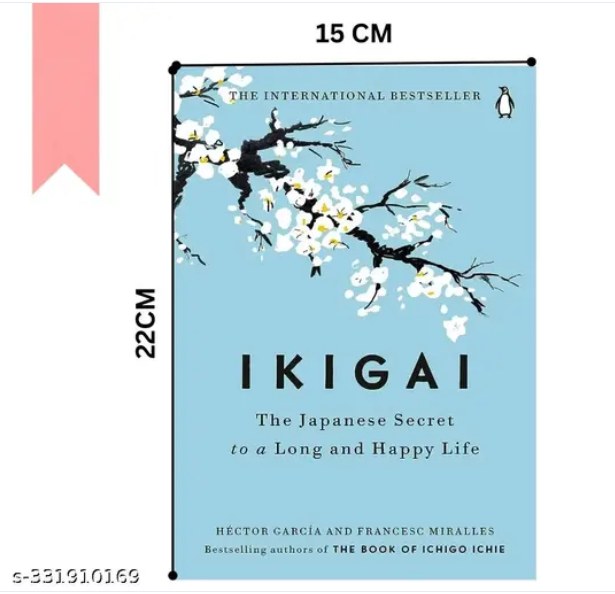 15 CM
THE INTERNATIONAL BESTSELLER
22CM
IKIGAI
The Japanese Secret
to a Long and Happy Life
HÉCTOR GARCÍA AND FRANCESC MIRALLES
Bestselling authors of THE BOOK OF ICHIGO ICHIE
s-331910169